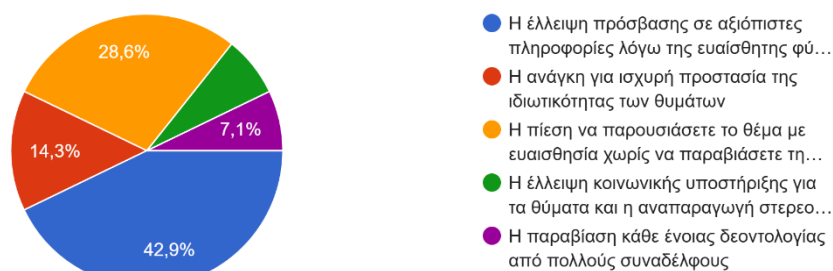 28,6%
7,1%
14,3%
42,9%
Η έλλειψη πρόσβασης σε αξιόπιστες
πληροφορίες λόγω της ευαίσθητης φύ…
Η ανάγκη για ισχυρή προστασία της
ιδιωτικότητας των θυμάτων
Η πίεση να παρουσιάσετε το θέμα με
ευαισθησία χωρίς να παραβιάσετε τη…
Η έλλειψη κοινωνικής υποστήριξης για
τα θύματα και η αναπαραγωγή στερεο…
Η παραβίαση κάθε ένοιας δεοντολογίας
από πολλούς συναδέλφους